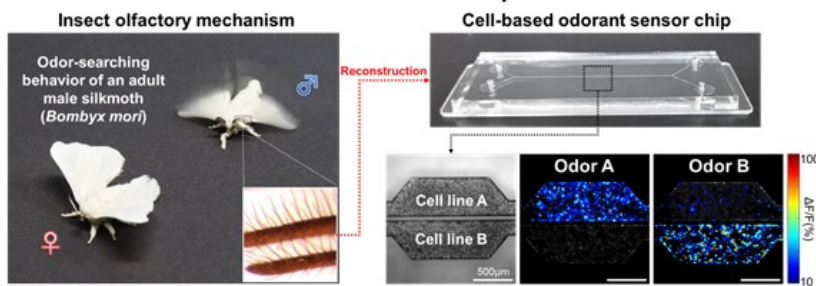 Insect olfactory mechanism
Odor-searching
behavior of an adult
male silkmoth
(Bombyx mori)
♂
♀
Reconstruction
Cell-based odorant sensor chip
Cell line A
Cell line B
500μm
Odor A
Odor B
100
ΔF/F(%)
10